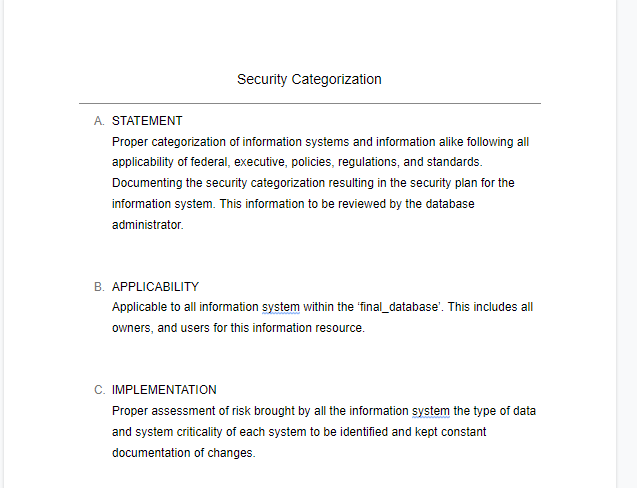 Security Categorization
A. STATEMENT
Proper categorization of information systems and information alike following all
applicability of federal, executive, policies, regulations, and standards.
Documenting the security categorization resulting in the security plan for the
information system. This information to be reviewed by the database
administrator.
B. APPLICABILITY
Applicable to all information system within the ‘final_database’. This includes all
owners, and users for this information resource.
C. IMPLEMENTATION
Proper assessment of risk brought by all the information system the type of data
and system criticality of each system to be identified and kept constant
documentation of changes.